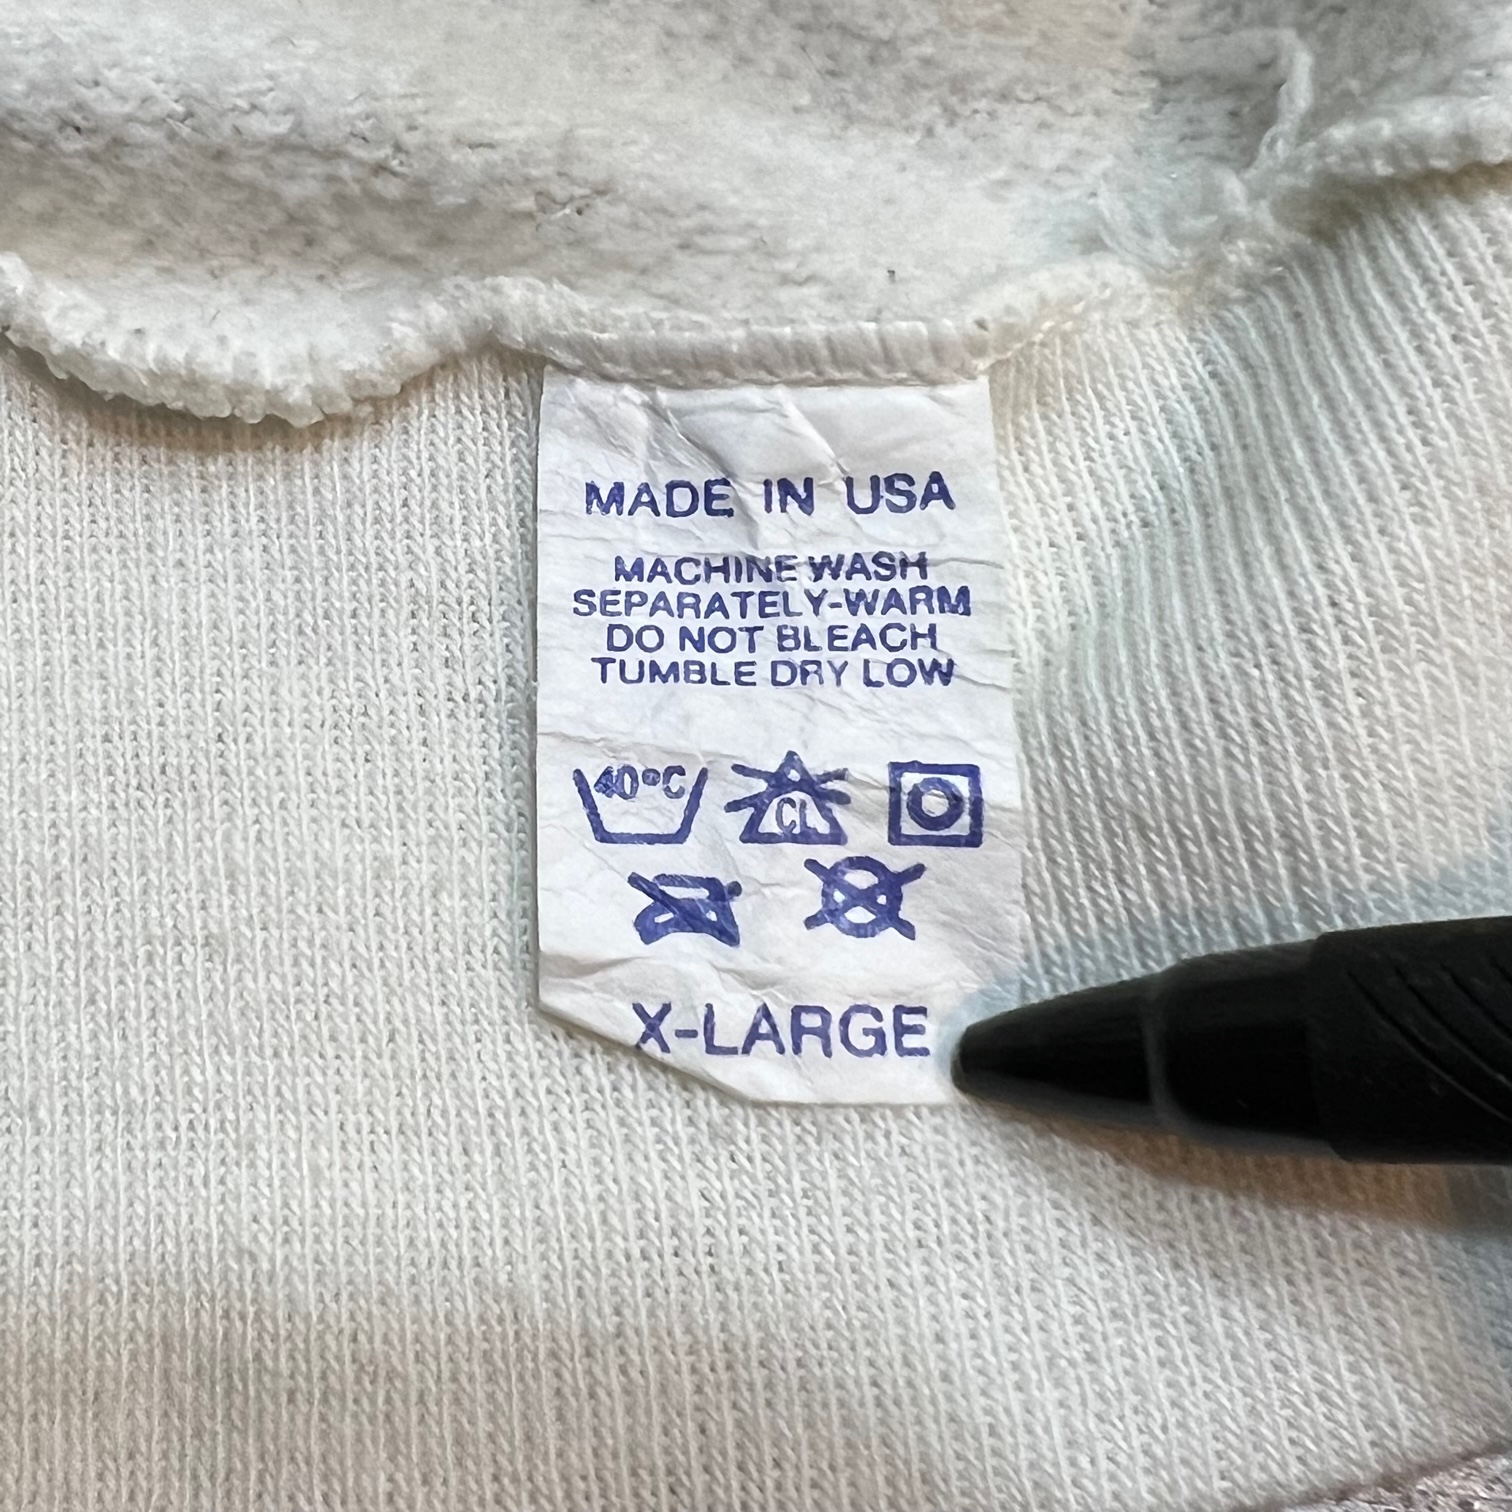 MADE IN USA
MACHINE WASH
SEPARATELY-WARM
DO NOT BLEACH
TUMBLE DRY LOW
40°C CL
X-LARGE